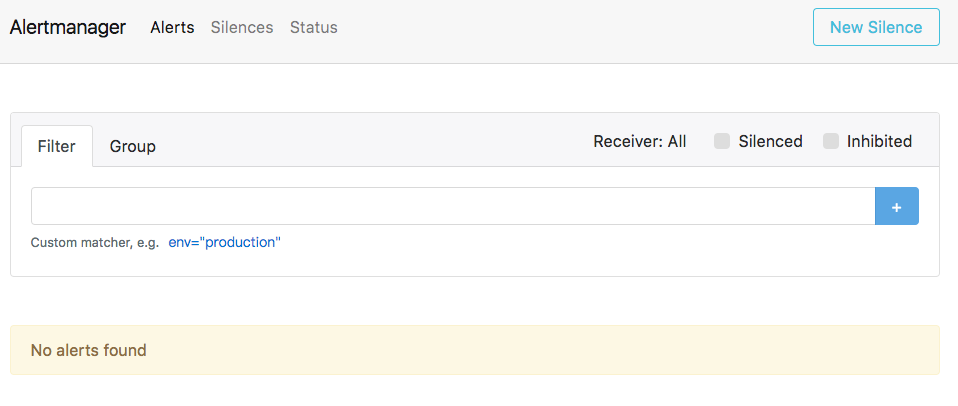 Alertmanager Alerts Silences Status New Silence
Filter Group Receiver: All Silenced Inhibited
+
Custom matcher, e.g. env="production"
No alerts found